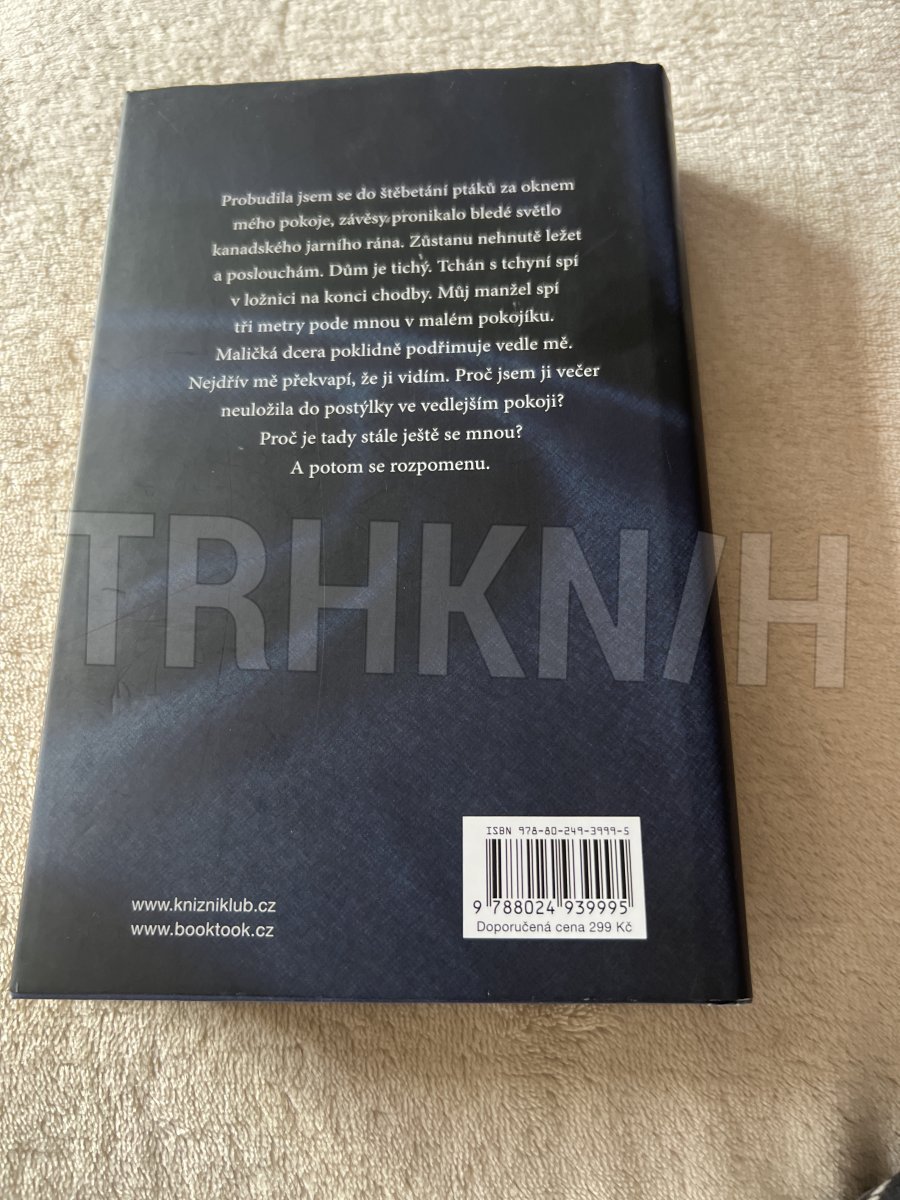 Probudila jsem se do štěbetání ptáků za oknem
mého pokoje, závěsy pronikalo bledé světlo
kanadského jarního rána. Zůstanu nehnutě ležet
a poslouchám. Dům je tichý. Tchán s tchyní spí
v ložnici na konci chodby. Můj manžel spí
tři metry pode mnou v malém pokojíku.
Maličká dcera poklidně podřimuje vedle mě.
Nejdřív mě překvapí, že ji vidím. Proč jsem ji večer
neuložila do postýlky ve vedlejším pokoji?
Proč je tady stále ještě se mnou?
A potom se rozpomenu.
TRHKN/H
ISBN 978-80-249-3999-5
9 788024 939995
Doporučená cena 299 Kč
www.knizniklub.cz
www.booktook.cz